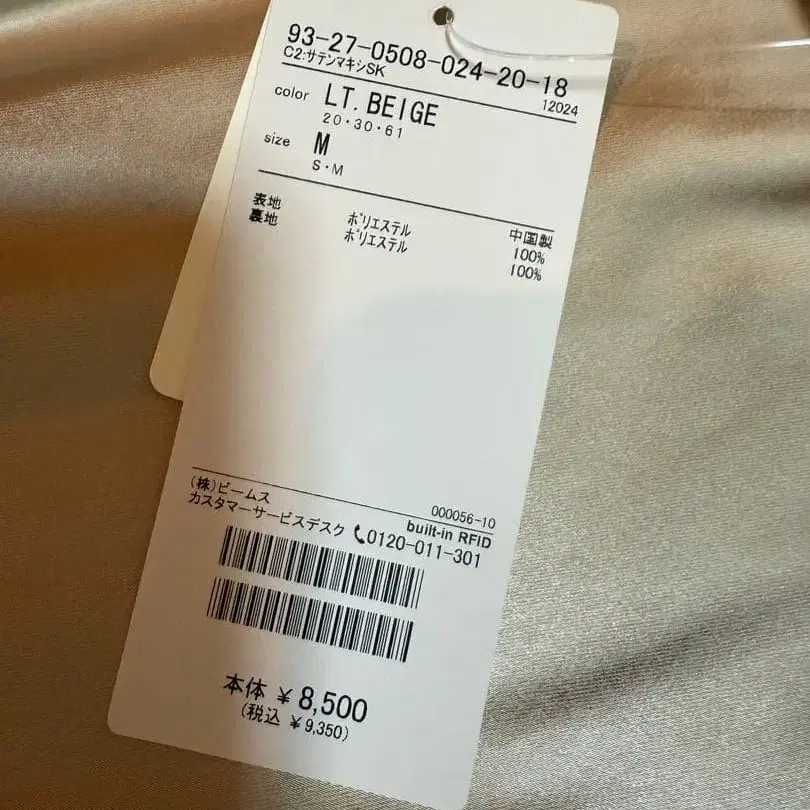 93-27-0508-024-20-18
C2:サテンマキシSK
12024
color LT.BEIGE
20・30・61
size M
S・M
中国製
表地 ポリエステル 100%
裏地 ポリエステル 100%
(株)ビームス 000056-10
built-in RFID
カスタマーサービスデスク 0120-011-301
本体 ¥8,500
(税込 ¥9,350)